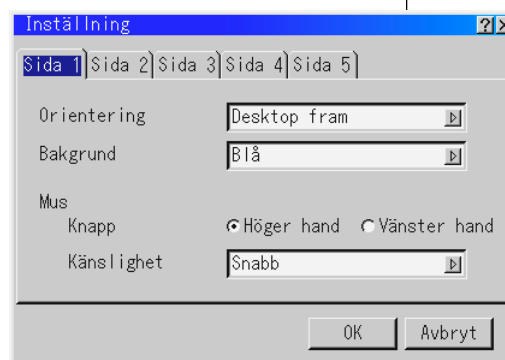 Inställning
Sida 1 Sida 2 Sida 3 Sida 4 Sida 5
Orientering Desktop fram
Bakgrund Blå
Mus
Knapp Höger hand Vänster hand
Känslighet Snabb
OK Avbryt